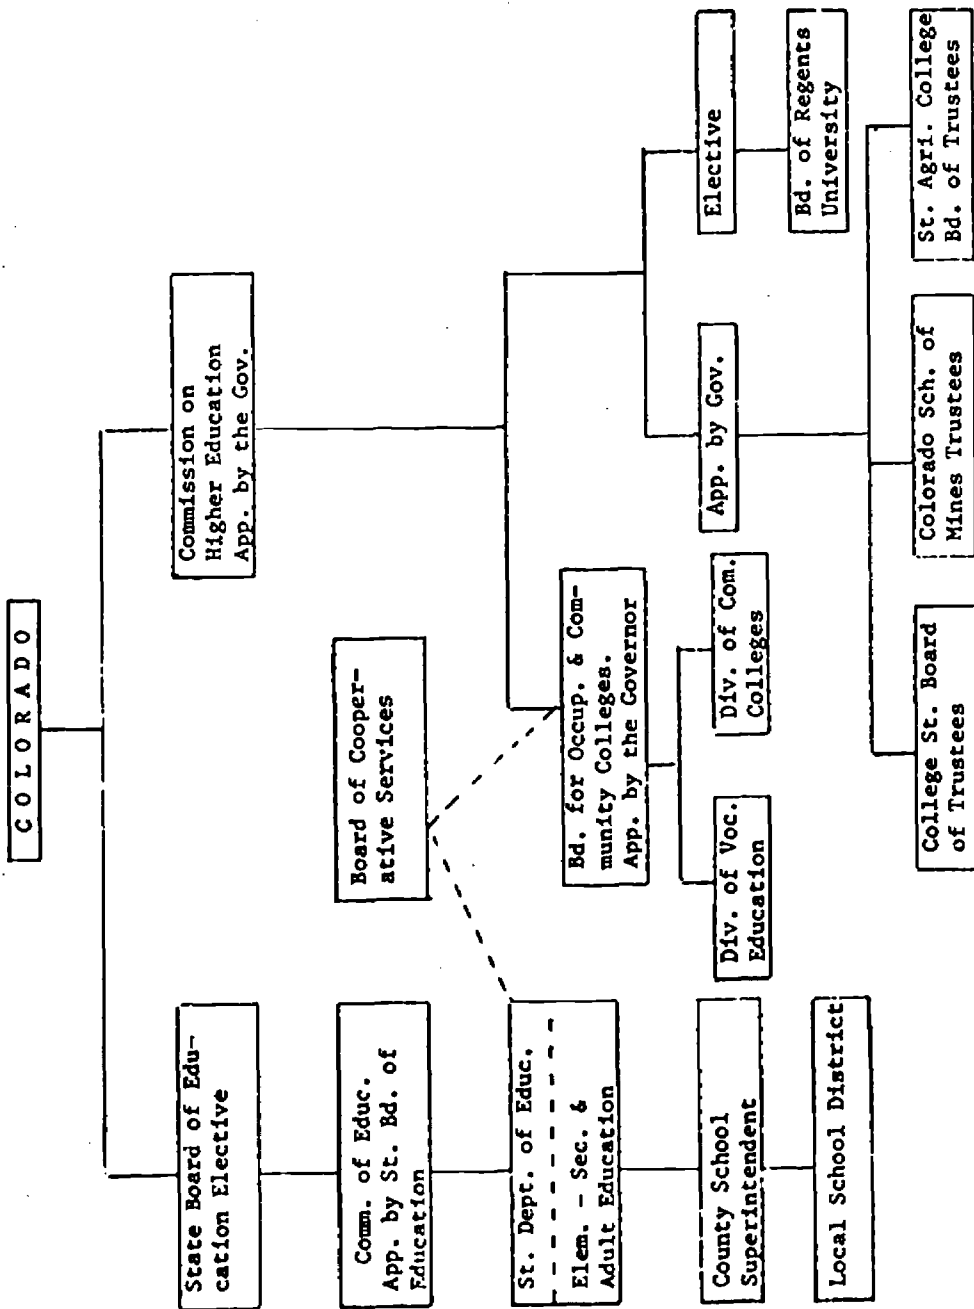 C O L O R A D O
State Board of Edu-
cation Elective
Commission on
Higher Education
App. by the Gov.
Comm. of Educ.
App. by St. Bd. of
Education
Board of Cooper-
ative Services
St. Dept. of Educ.
Elem. - Sec. &
Adult Education
Bd. for Occup. & Com-
munity Colleges.
App. by the Governor
County School
Superintendent
Div. of Voc.
Education
Div. of Com.
Colleges
App. by Gov.
Elective
Local School District
Bd. of Regents
University
College St. Board
of Trustees
Colorado Sch. of
Mines Trustees
St. Agri. College
Bd. of Trustees